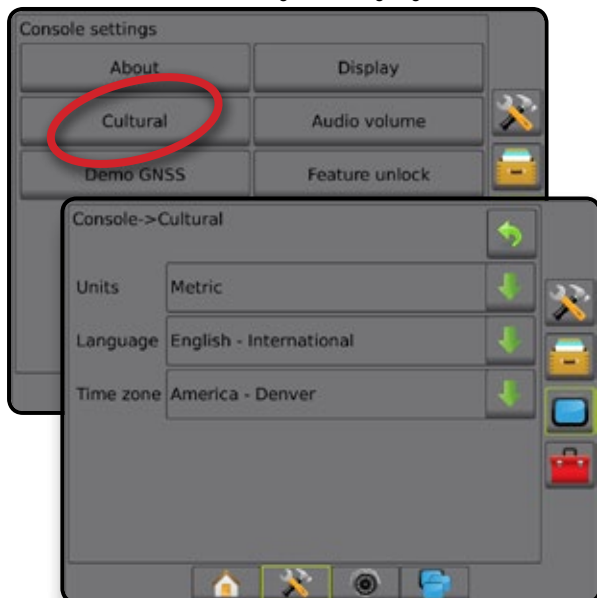 Console settings
About Display
Cultural Audio volume
Demo GNSS Feature unlock
Console->Cultural
Units Metric
Language English - International
Time zone America - Denver